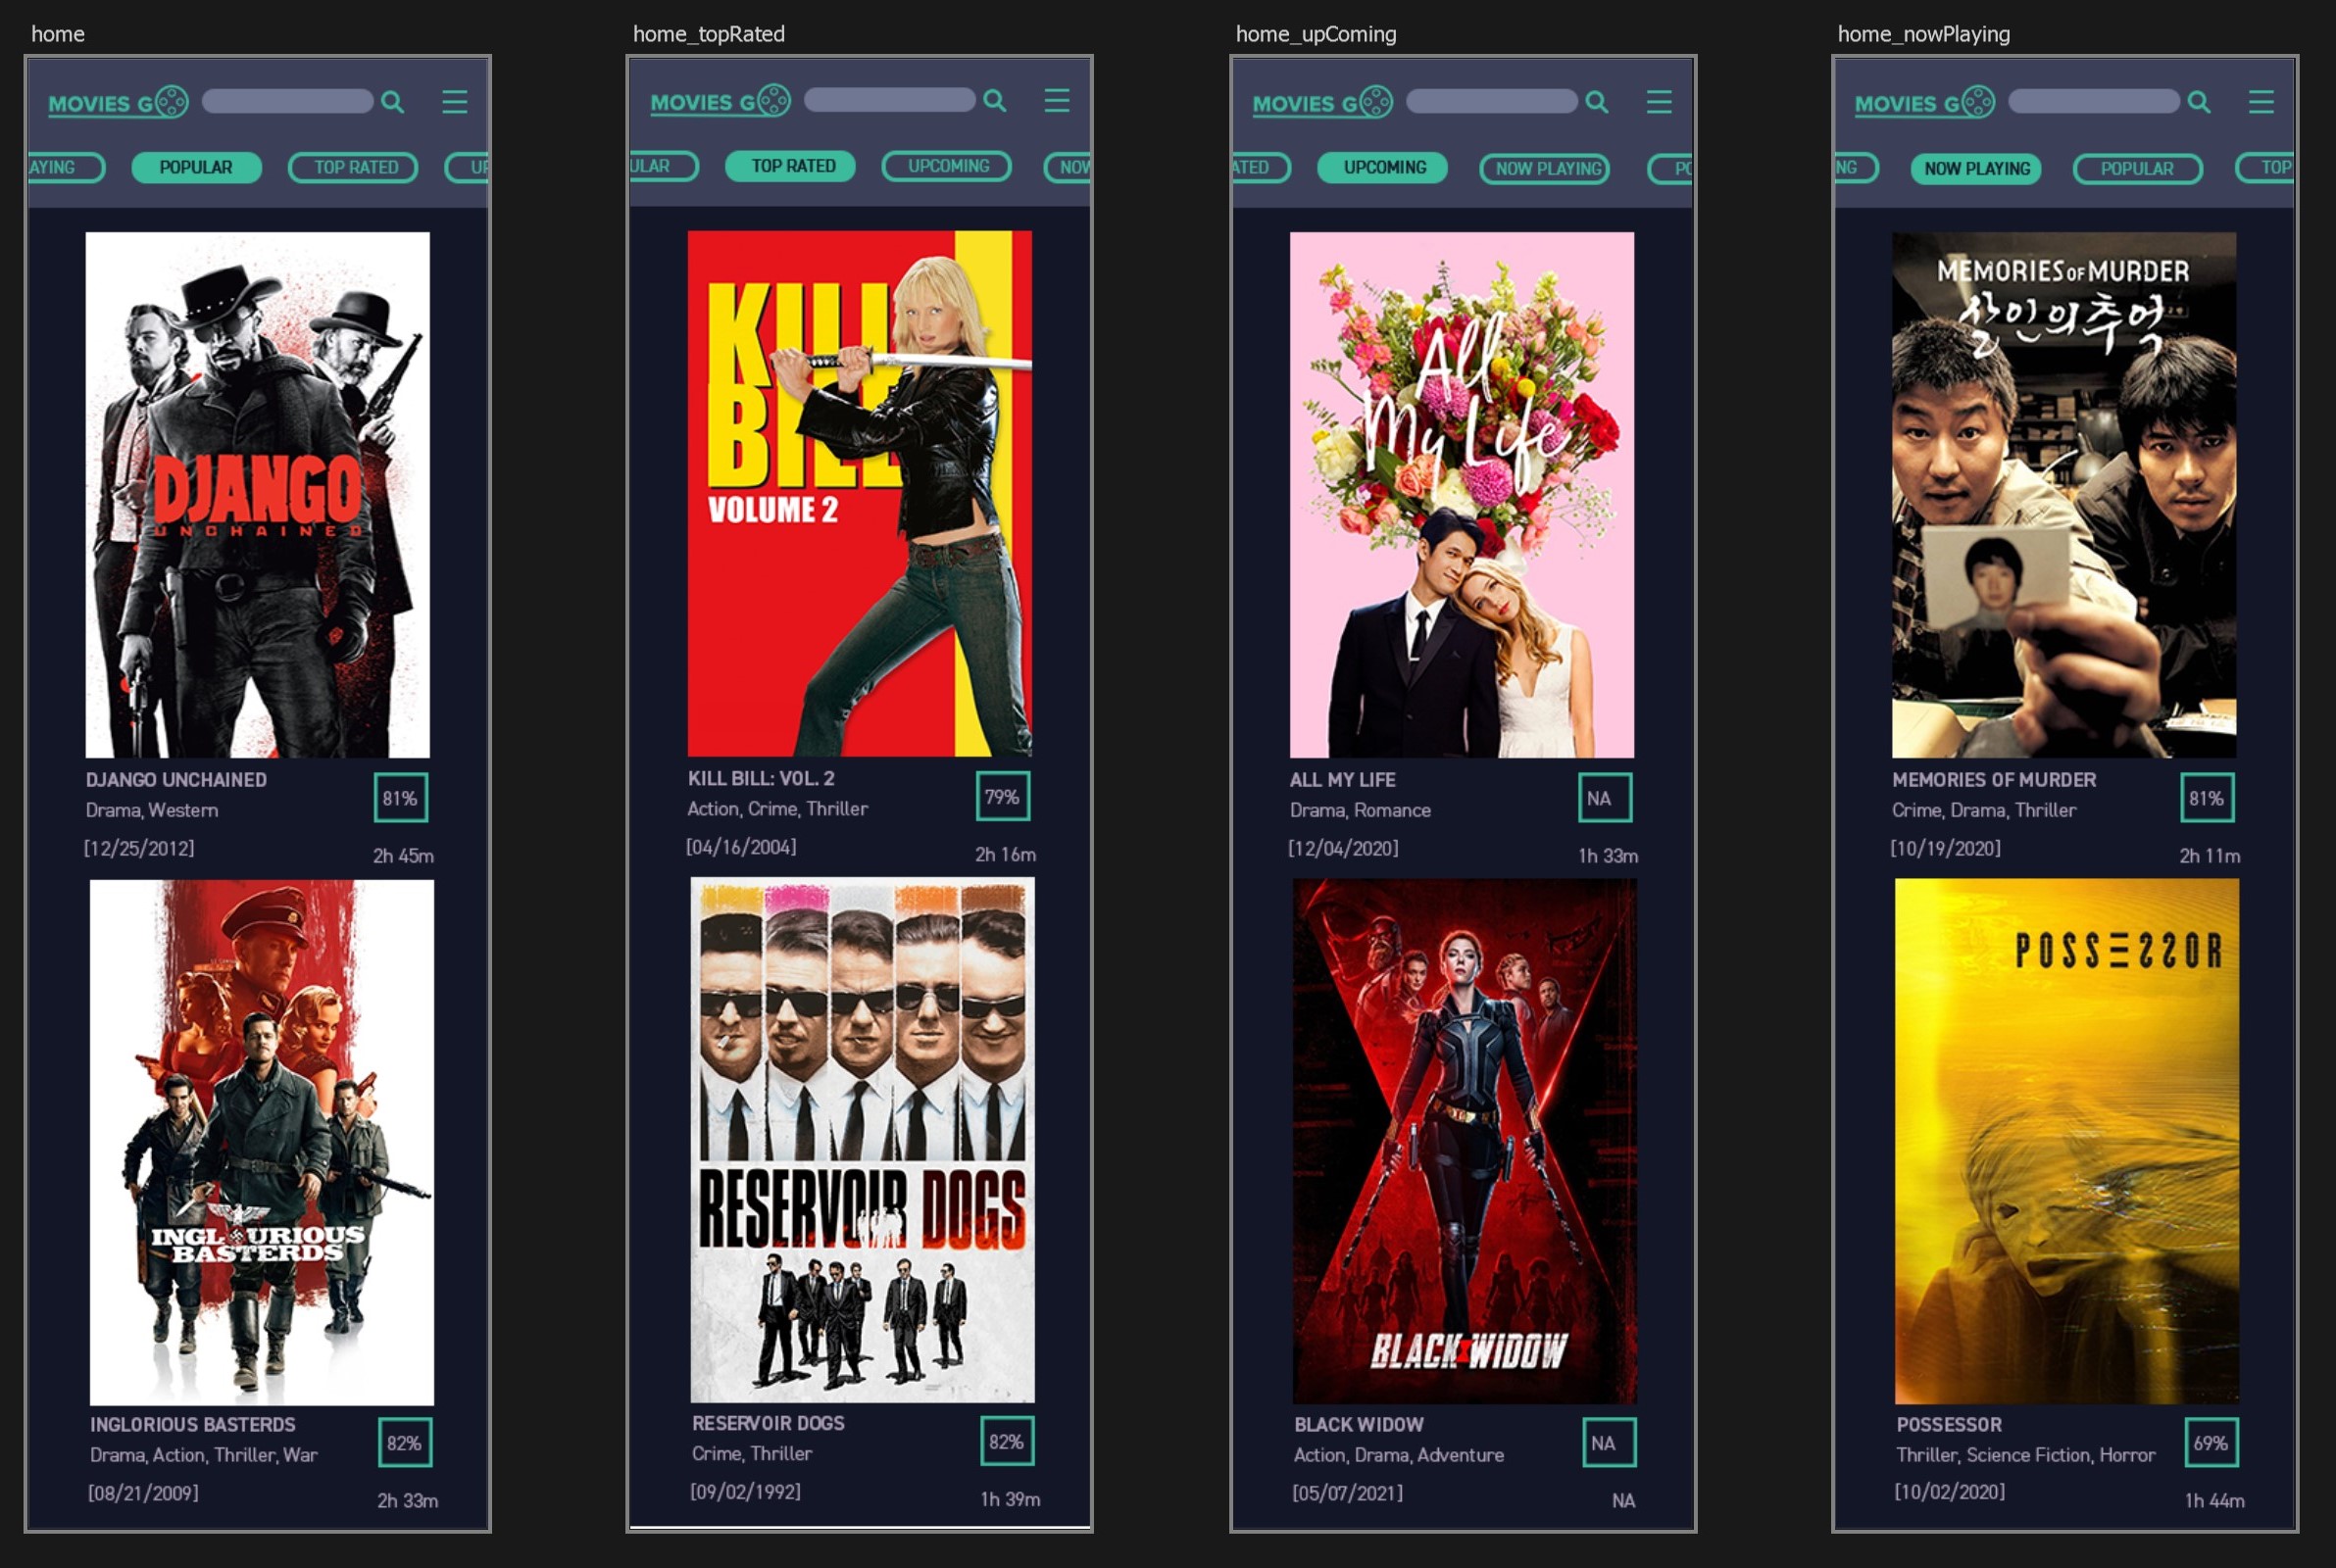 home
MOVIES GO
AYING POPULAR TOP RATED UP
DJANGO
UNCHAINED
DJANGO UNCHAINED
81%
Drama, Western
[12/25/2012]
2h 45m
INGLOURIOUS
BASTERDS
INGLORIOUS BASTERDS
82%
Drama, Action, Thriller, War
[08/21/2009]
2h 33m
home_topRated
MOVIES GO
ULAR TOP RATED UPCOMING NOW
KILL
BILL
VOLUME 2
KILL BILL: VOL. 2
79%
Action, Crime, Thriller
[04/16/2004]
2h 16m
RESERVOIR DOGS
RESERVOIR DOGS
82%
Crime, Thriller
[09/02/1992]
1h 39m
home_upComing
MOVIES GO
ATED UPCOMING NOW PLAYING PO
All
My Life
ALL MY LIFE
NA
Drama, Romance
[12/04/2020]
1h 33m
BLACK WIDOW
BLACK WIDOW
NA
Action, Drama, Adventure
[05/07/2021]
NA
home_nowPlaying
MOVIES GO
NG NOW PLAYING POPULAR TOP
MEMORIES OF MURDER
살인의추억
MEMORIES OF MURDER
81%
Crime, Drama, Thriller
[10/19/2020]
2h 11m
POSSESSOR
POSSESSOR
69%
Thriller, Science Fiction, Horror
[10/02/2020]
1h 44m